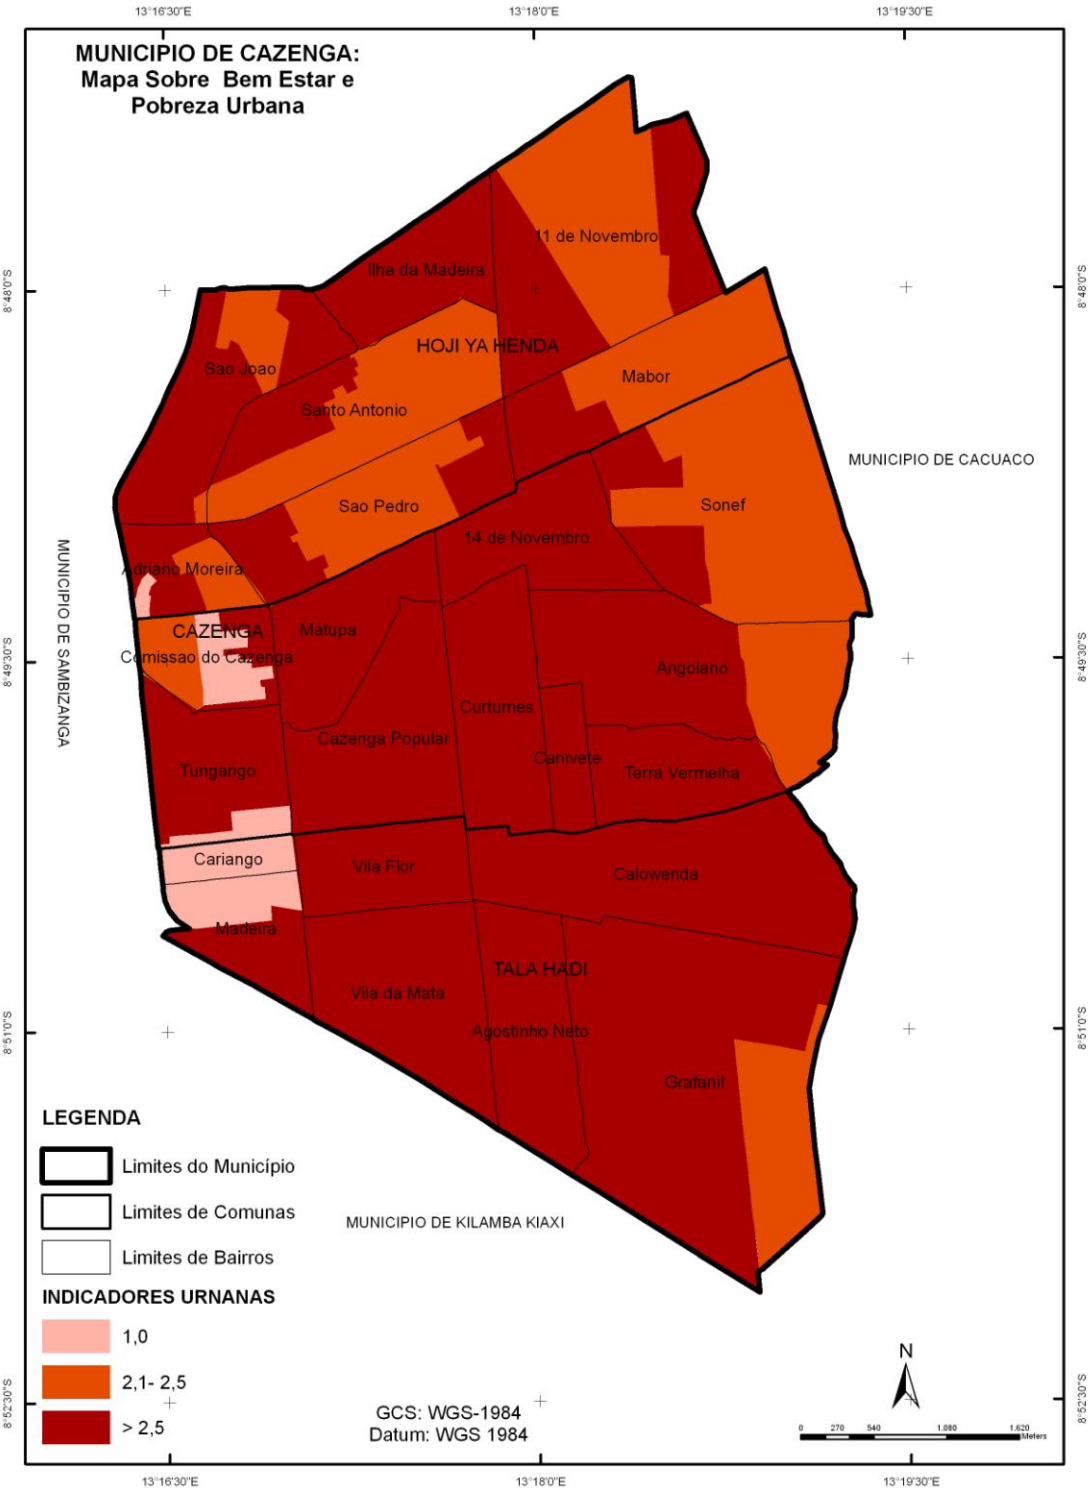 13°16'30"E
13°18'0"E
13°19'30"E
MUNICIPIO DE CAZENGA:
Mapa Sobre Bem Estar e
Pobreza Urbana
11 de Novembro
Ilha da Madeira
8°48'0"S
8°48'0"S
HOJI YA HENDA
Sao Joao
Mabor
Santo Antonio
MUNICIPIO DE CACUACO
Sao Pedro
Sonef
14 de Novembro
Adriano Moreira
MUNICIPIO DE SAMBIZANGA
CAZENGA
Matupa
Comissao do Cazenga
8°49'30"S
8°49'30"S
Angolano
Curtumes
Cazenga Popular
Canivete
Tungango
Terra Vermelha
Cariango
Vila Flor
Calowenda
Madeira
TALA HADI
Vila da Mata
Agostinho Neto
8°51'0"S
8°51'0"S
Grafanil
LEGENDA
Limites do Município
Limites de Comunas
MUNICIPIO DE KILAMBA KIAXI
Limites de Bairros
INDICADORES URNANAS
1,0
2,1- 2,5
> 2,5
N
8°52'30"S
8°52'30"S
GCS: WGS-1984
Datum: WGS 1984
0 270 540 1.080 1.620
Meters
13°16'30"E
13°18'0"E
13°19'30"E